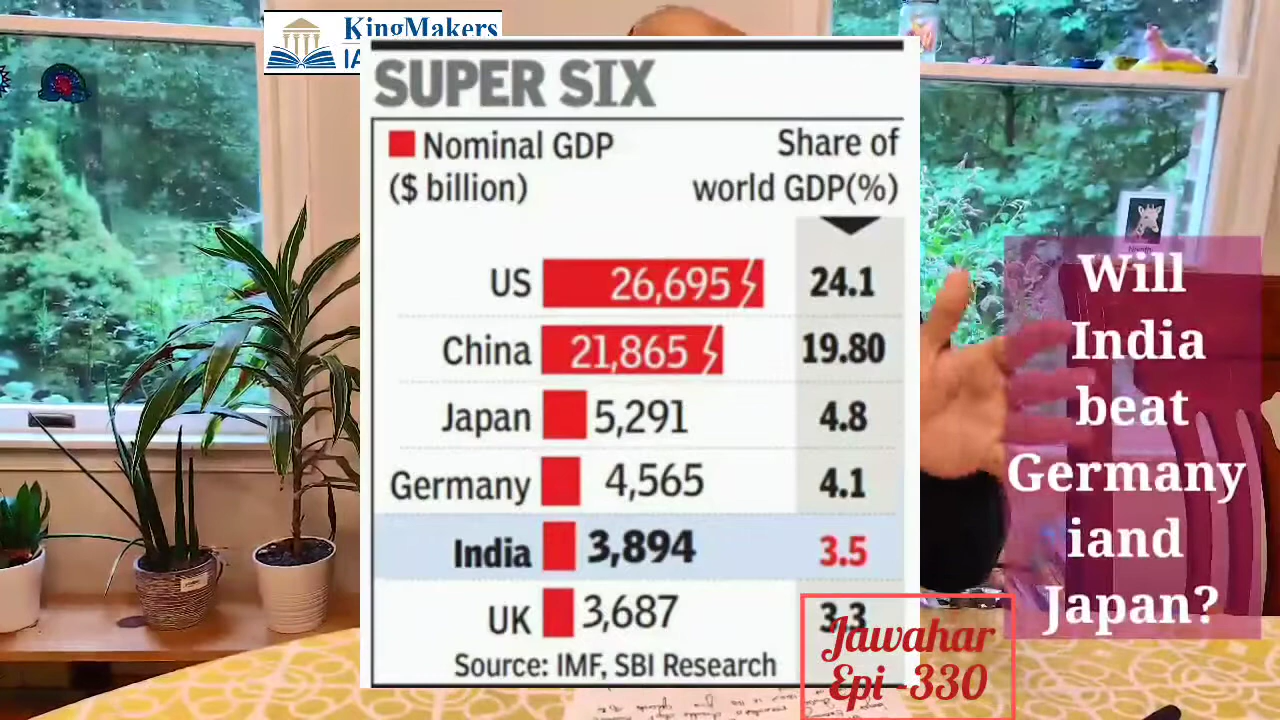 KingMakers
IA
SUPER SIX
Nominal GDP
($ billion)
Share of
world GDP(%)
US 26,695 24.1
China 21,865 19.80
Japan 5,291 4.8
Germany 4,565 4.1
India 3,894 3.5
UK 3,687 3.3
Source: IMF, SBI Research
Will
India
beat
Germany
iand
Japan?
Jawahar
Epi -330